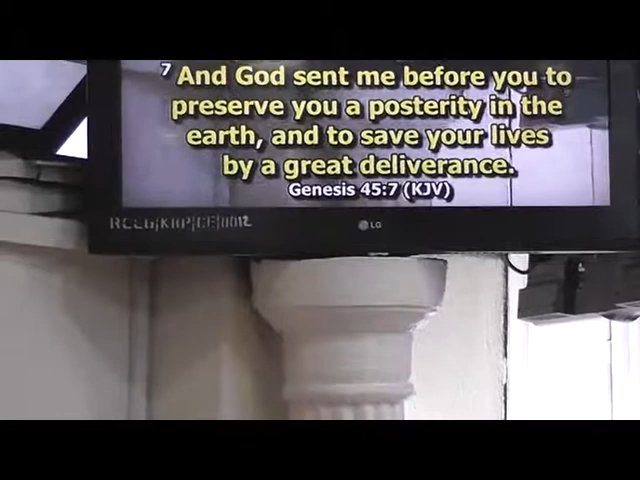 7 And God sent me before you to
preserve you a posterity in the
earth, and to save your lives
by a great deliverance.
Genesis 45:7 (KJV)
LG